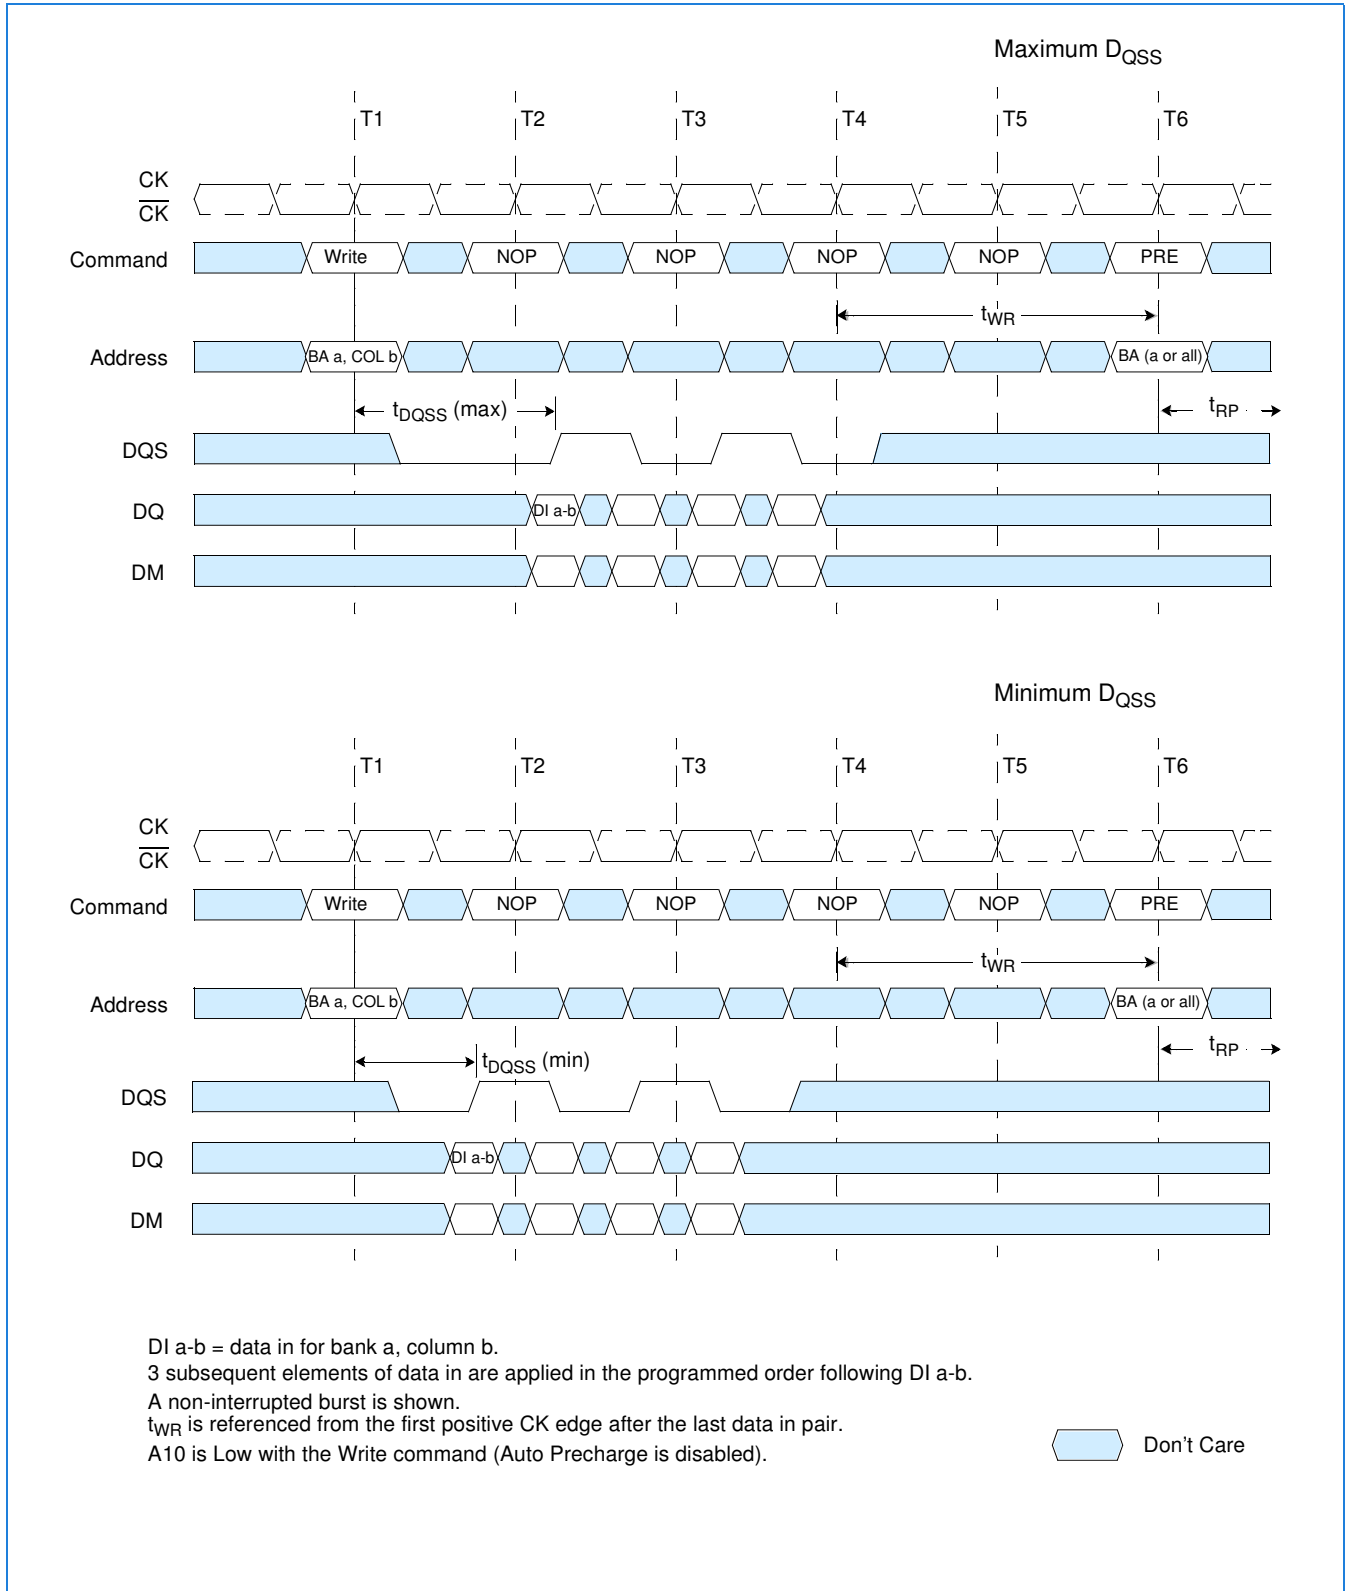 Maximum DQSS
T1 T2 T3 T4 T5 T6
CK
CK
Command Write NOP NOP NOP NOP PRE
tWR
Address BA a, COL b BA (a or all)
tDQSS (max) tRP
DQS
DQ DI a-b
DM
Minimum DQSS
T1 T2 T3 T4 T5 T6
CK
CK
Command Write NOP NOP NOP NOP PRE
tWR
Address BA a, COL b BA (a or all)
tDQSS (min) tRP
DQS
DQ DI a-b
DM
DI a-b = data in for bank a, column b.
3 subsequent elements of data in are applied in the programmed order following DI a-b.
A non-interrupted burst is shown.
tWR is referenced from the first positive CK edge after the last data in pair.
A10 is Low with the Write command (Auto Precharge is disabled).
Don't Care